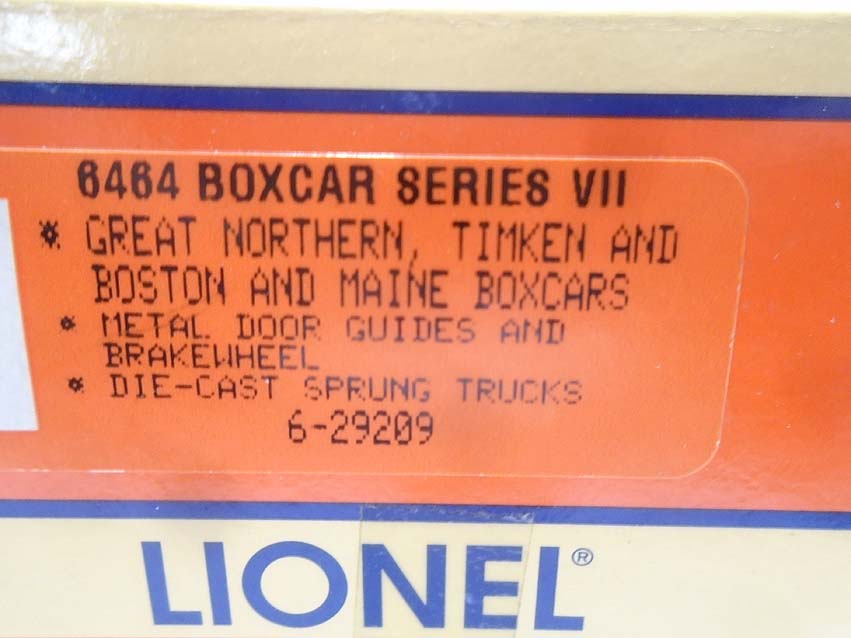 6464 BOXCAR SERIES VII
* GREAT NORTHERN, TIMKEN AND
BOSTON AND MAINE BOXCARS
* METAL DOOR GUIDES AND
BRAKEWHEEL
* DIE-CAST SPRUNG TRUCKS
6-29209
LIONEL®